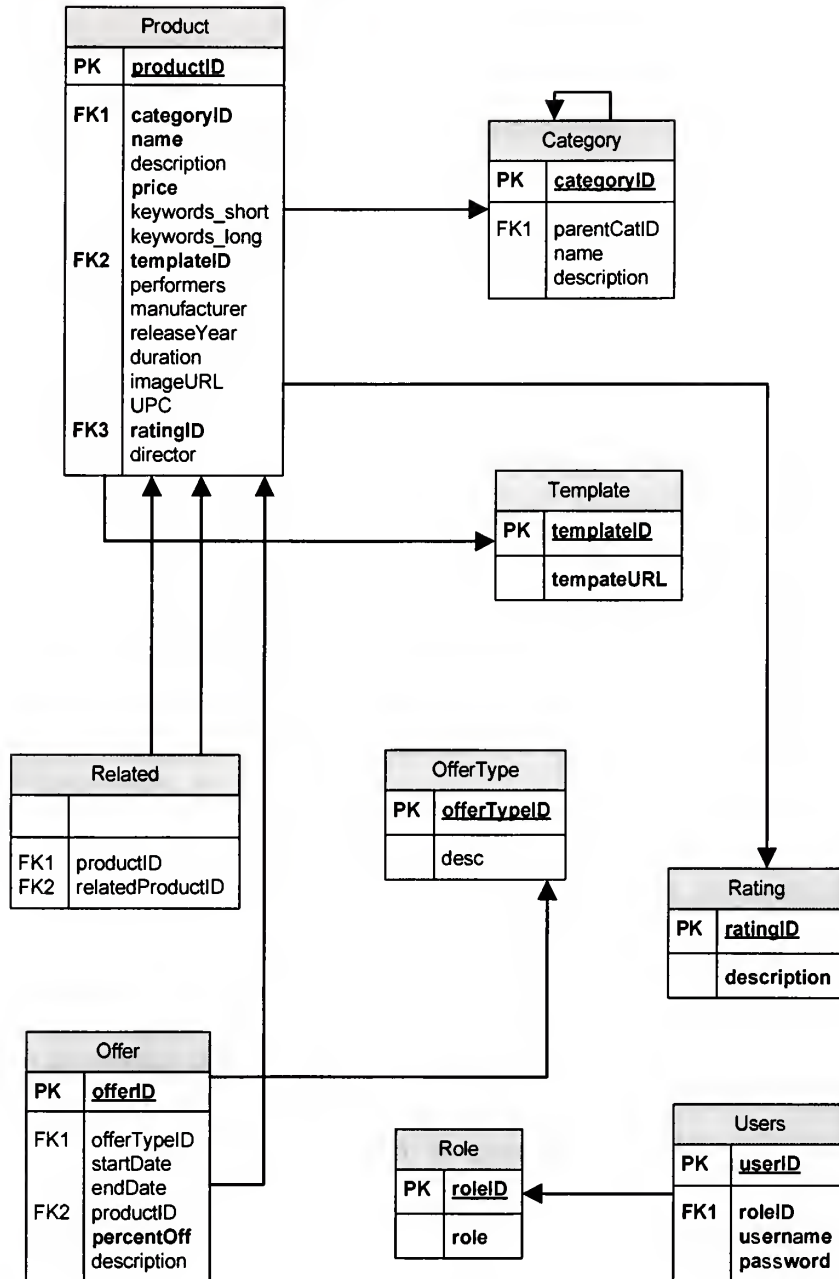 Product
PK productID
FK1 categoryID
name
description
price
keywords_short
keywords_long
FK2 templateID
performers
manufacturer
releaseYear
duration
imageURL
UPC
FK3 ratingID
director
Category
PK categoryID
FK1 parentCatID
name
description
Template
PK templateID
tempateURL
Related
FK1 productID
FK2 relatedProductID
OfferType
PK offerTypeID
desc
Rating
PK ratingID
description
Offer
PK offerID
FK1 offerTypeID
startDate
endDate
FK2 productID
percentOff
description
Role
PK roleID
role
Users
PK userID
FK1 roleID
username
password